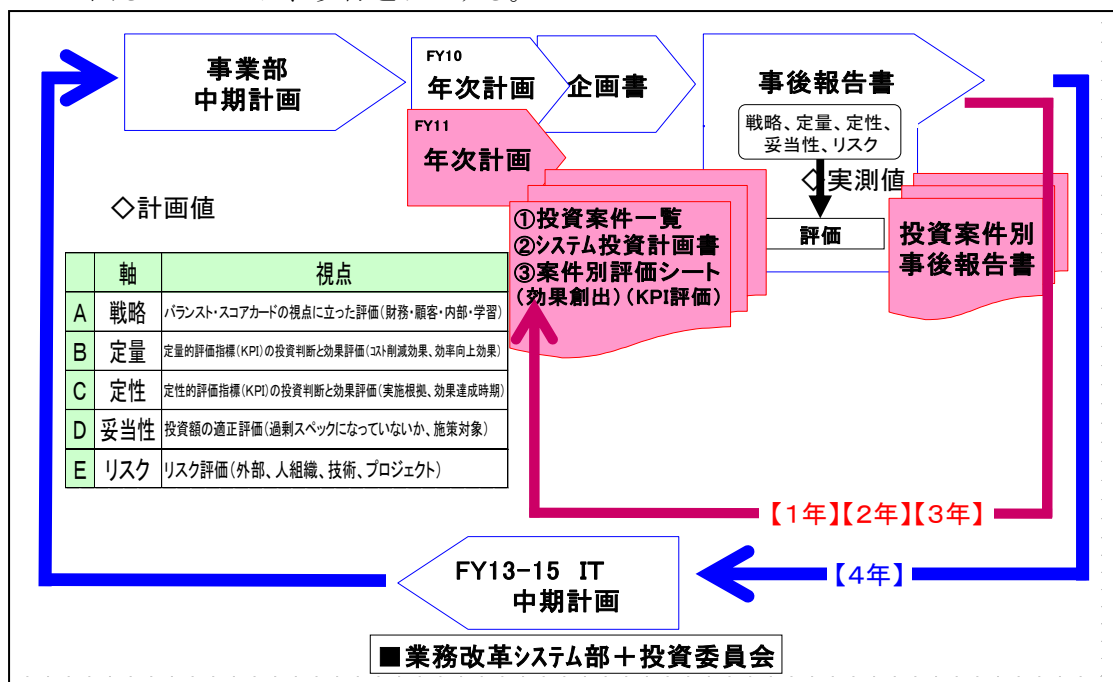 事業部
中期計画
FY10
年次計画
企画書
事後報告書
FY11
年次計画
戦略、定量、定性、
妥当性、リスク
◇実測値
評価
◇計画値
①投資案件一覧
②システム投資計画書
③案件別評価シート
(効果創出)(KPI評価)
投資案件別
事後報告書
軸 視点
A 戦略 バランスト・スコアカードの視点に立った評価(財務・顧客・内部・学習)
B 定量 定量的評価指標(KPI)の投資判断と効果評価(コスト削減効果、効率向上効果)
C 定性 定性的評価指標(KPI)の投資判断と効果評価(実施根拠、効果達成時期)
D 妥当性 投資額の適正評価(過剰スペックになっていないか、施策対象)
E リスク リスク評価(外部、人組織、技術、プロジェクト)
【1年】【2年】【3年】
【4年】
FY13-15 IT
中期計画
■業務改革システム部+投資委員会